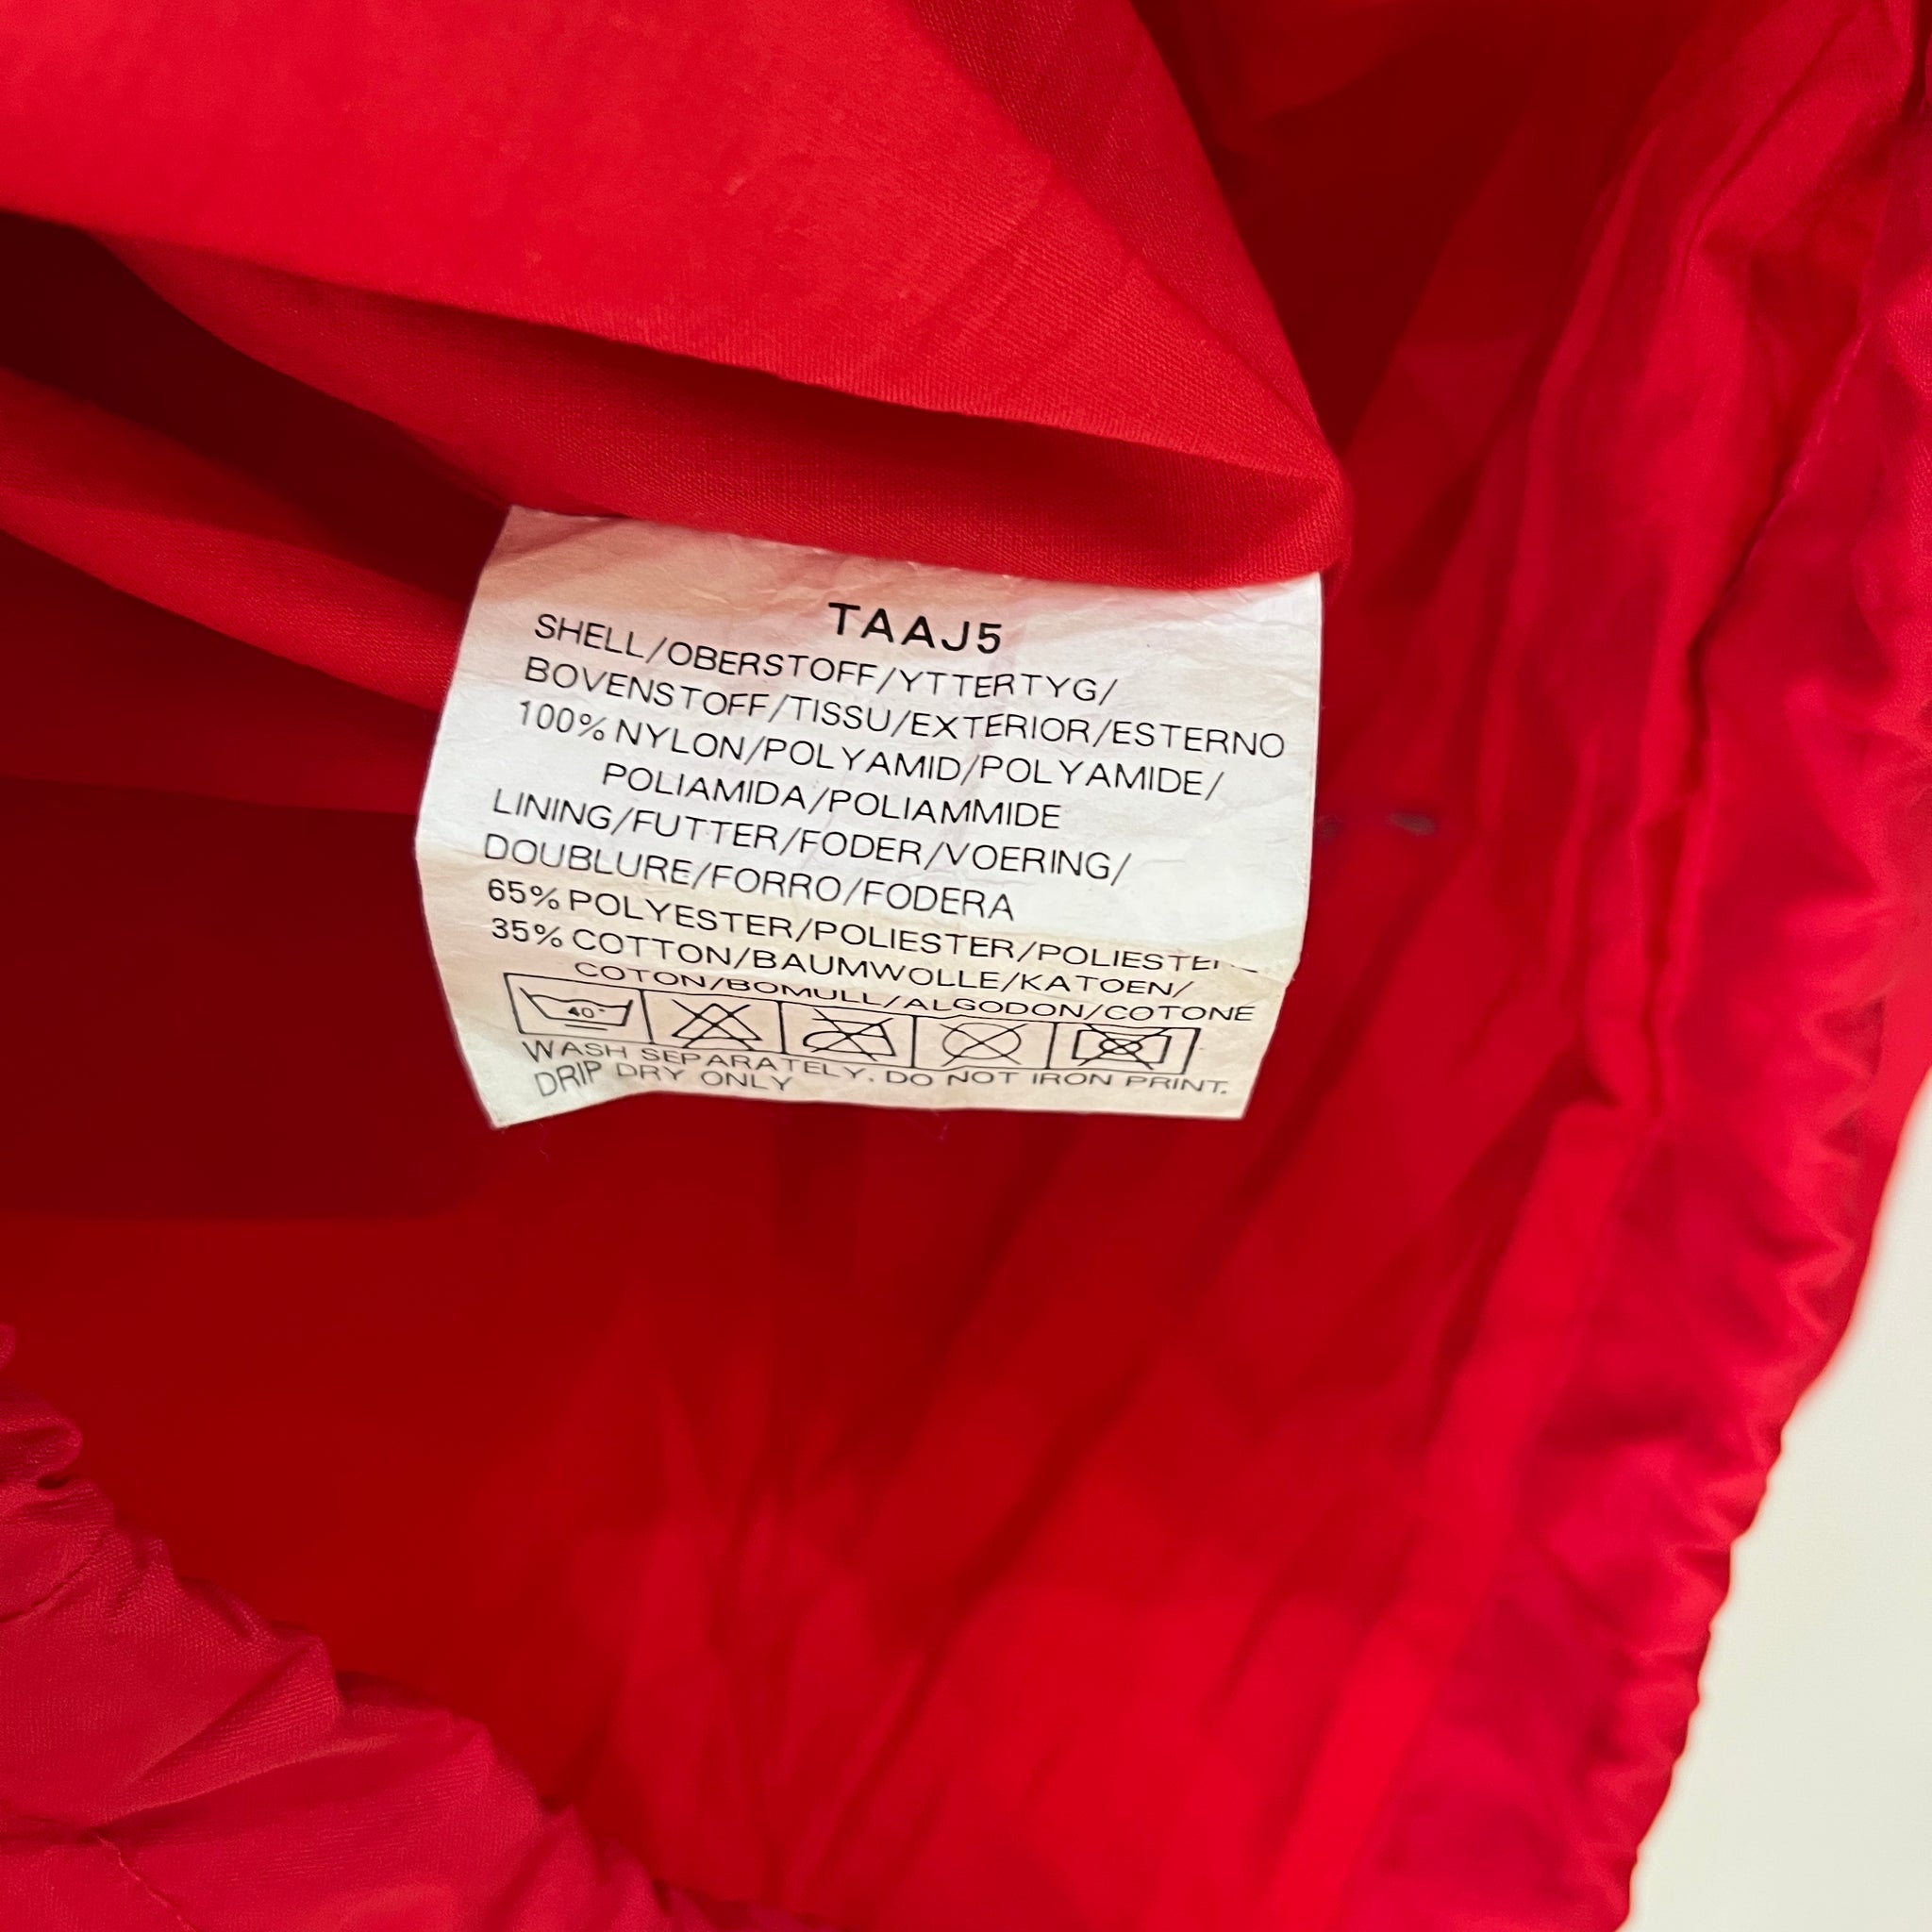 TAAJ5
SHELL/OBERSTOFF/YTTERTYG/
BOVENSTOFF/TISSU/EXTERIOR/ESTERNO
100% NYLON/POLYAMID/POLYAMIDE/
POLIAMIDA/POLIAMMIDE
LINING/FUTTER/FODER/VOERING/
DOUBLURE/FORRO/FODERA
65% POLYESTER/POLIESTER/
35% COTTON/BAUMWOLLE/KATOEN/
COTON/BOMULL/ALGODON/COTONE
40°
WASH SEPARATELY. DO NOT IRON PRINT.
DRIP DRY ONLY